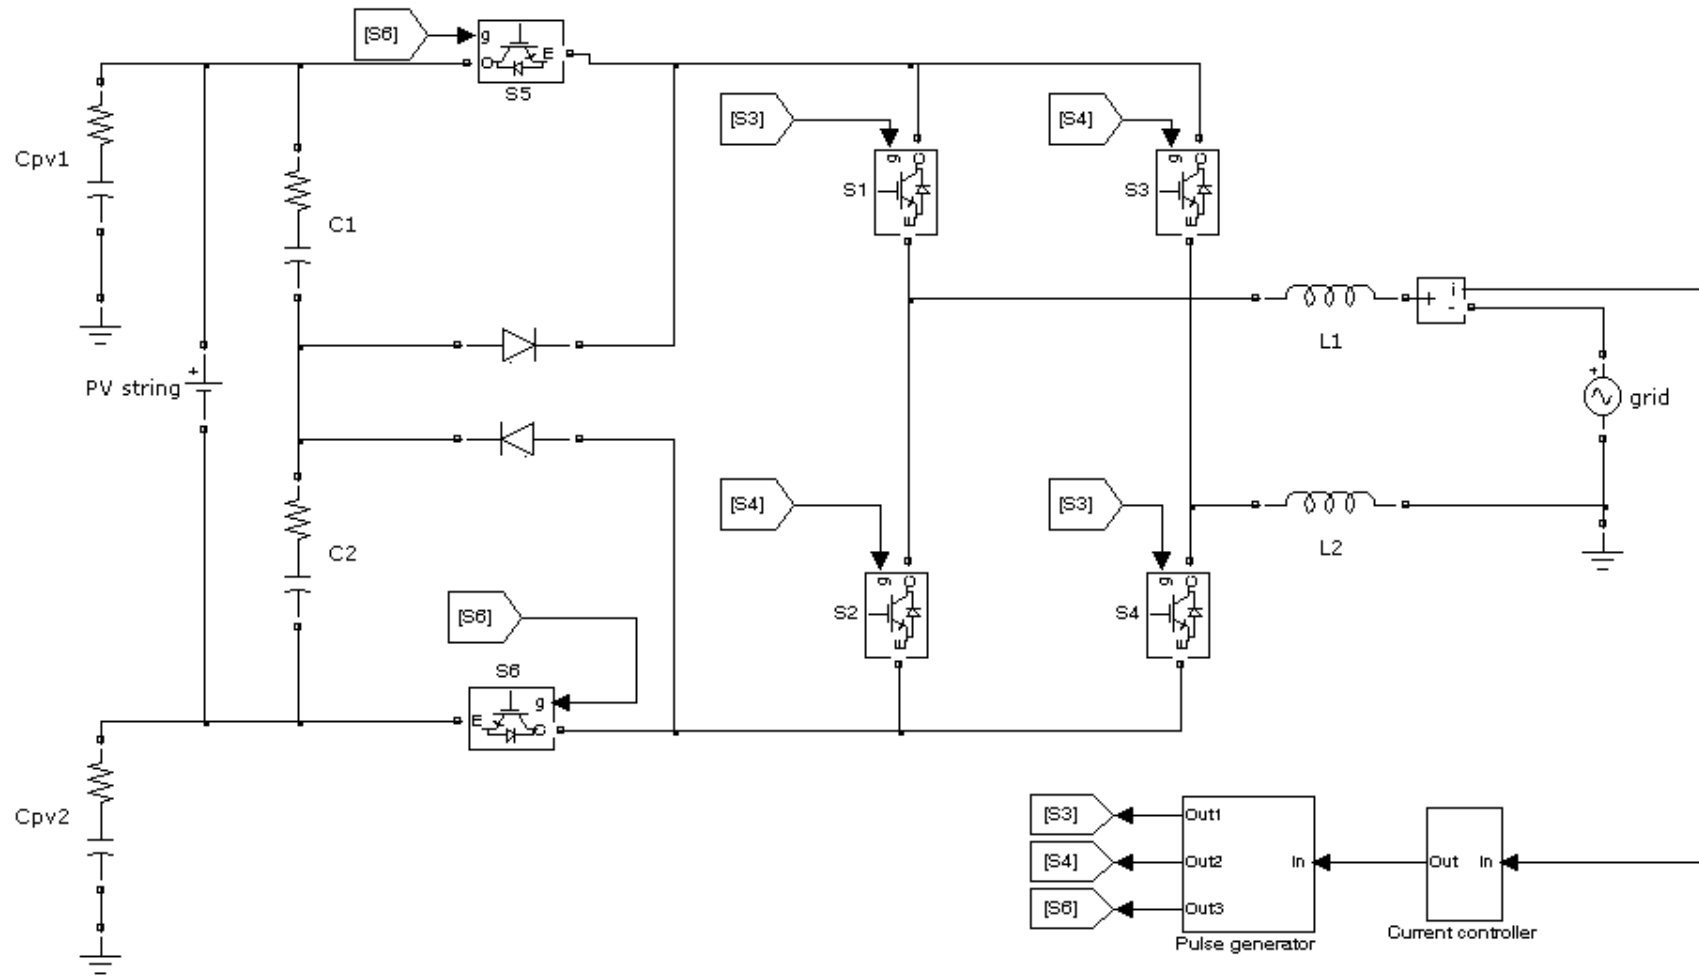 [S6]
g
E
S5
[S3]
[S4]
Cpv1
g
C
S1
E
g
C
S3
E
C1
i
+
-
L1
+
PV string
+
grid
[S4]
[S3]
L2
C2
g
C
S2
E
g
C
S4
E
[S6]
S6
g
E
C
Cpv2
[S3]
Out1
[S4]
Out2
In
Out
In
[S6]
Out3
Pulse generator
Current controller